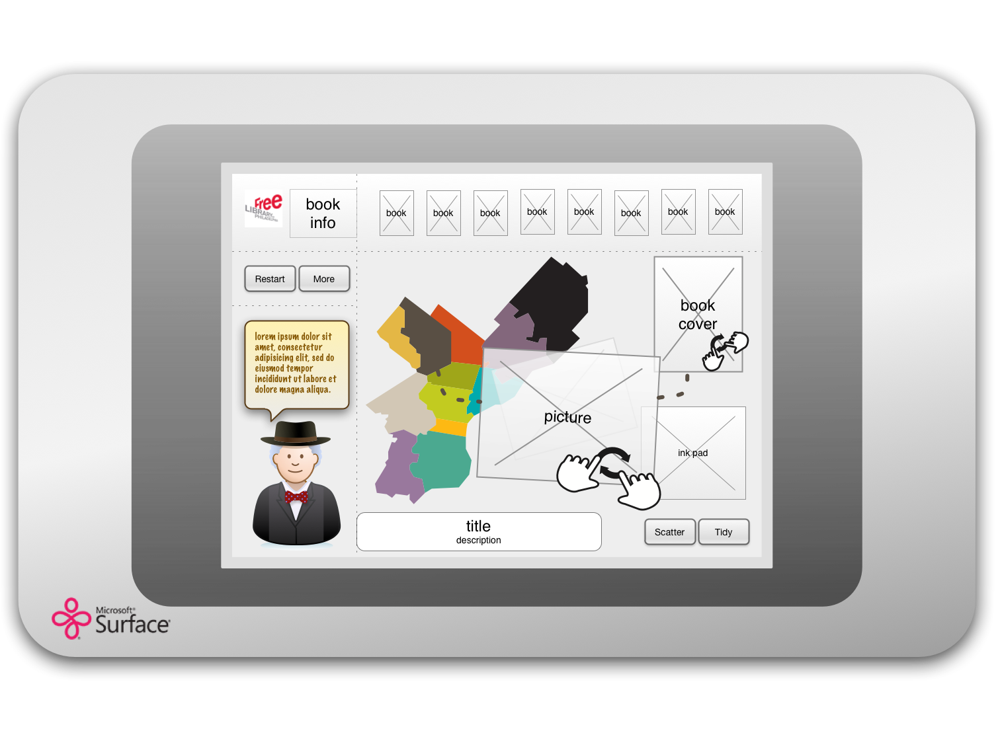 Free
LIBRARY
PHILADELPHIA
book
info
book
book
book
book
book
book
book
book
Restart
More
book
cover
lorem ipsum dolor sit
amet, consectetur
adipisicing elit, sed do
eiusmod tempor
incididunt ut labore et
dolore magna aliqua.
picture
ink pad
title
description
Scatter
Tidy
Microsoft®
Surface®